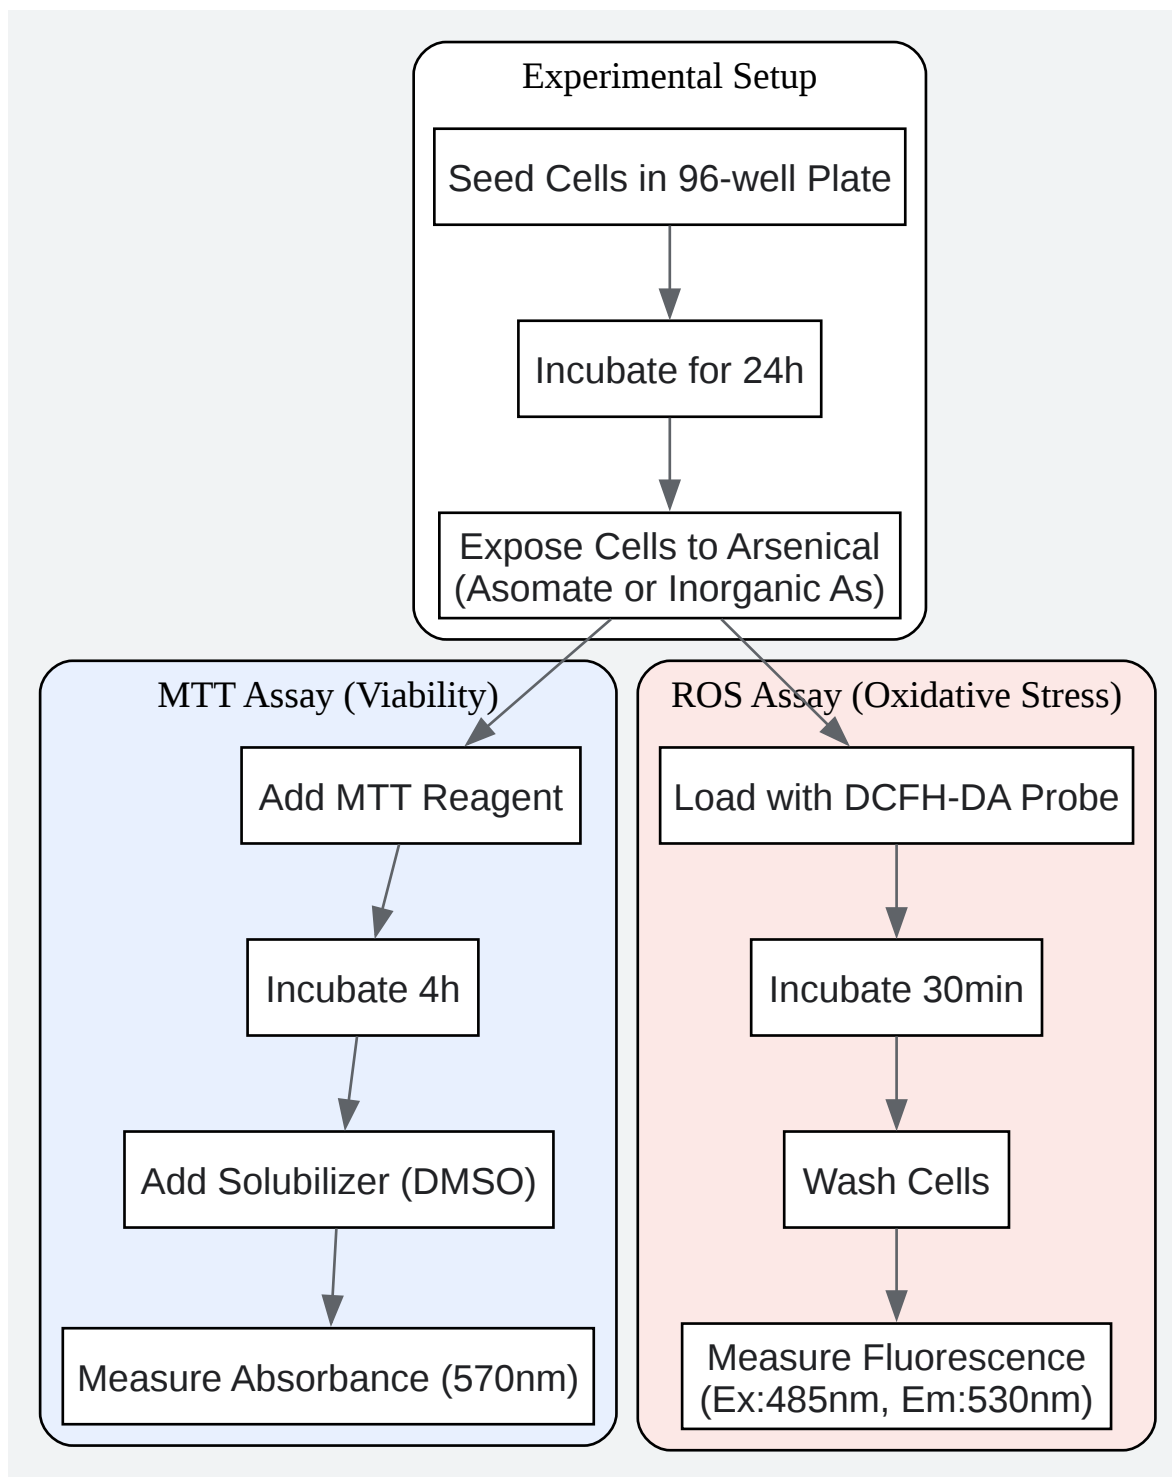 Experimental Setup
Seed Cells in 96-well Plate
Incubate for 24h
Expose Cells to Arsenical
(Asomate or Inorganic As)
MTT Assay (Viability)
Add MTT Reagent
Incubate 4h
Add Solubilizer (DMSO)
Measure Absorbance (570nm)
ROS Assay (Oxidative Stress)
Load with DCFH-DA Probe
Incubate 30min
Wash Cells
Measure Fluorescence
(Ex:485nm, Em:530nm)